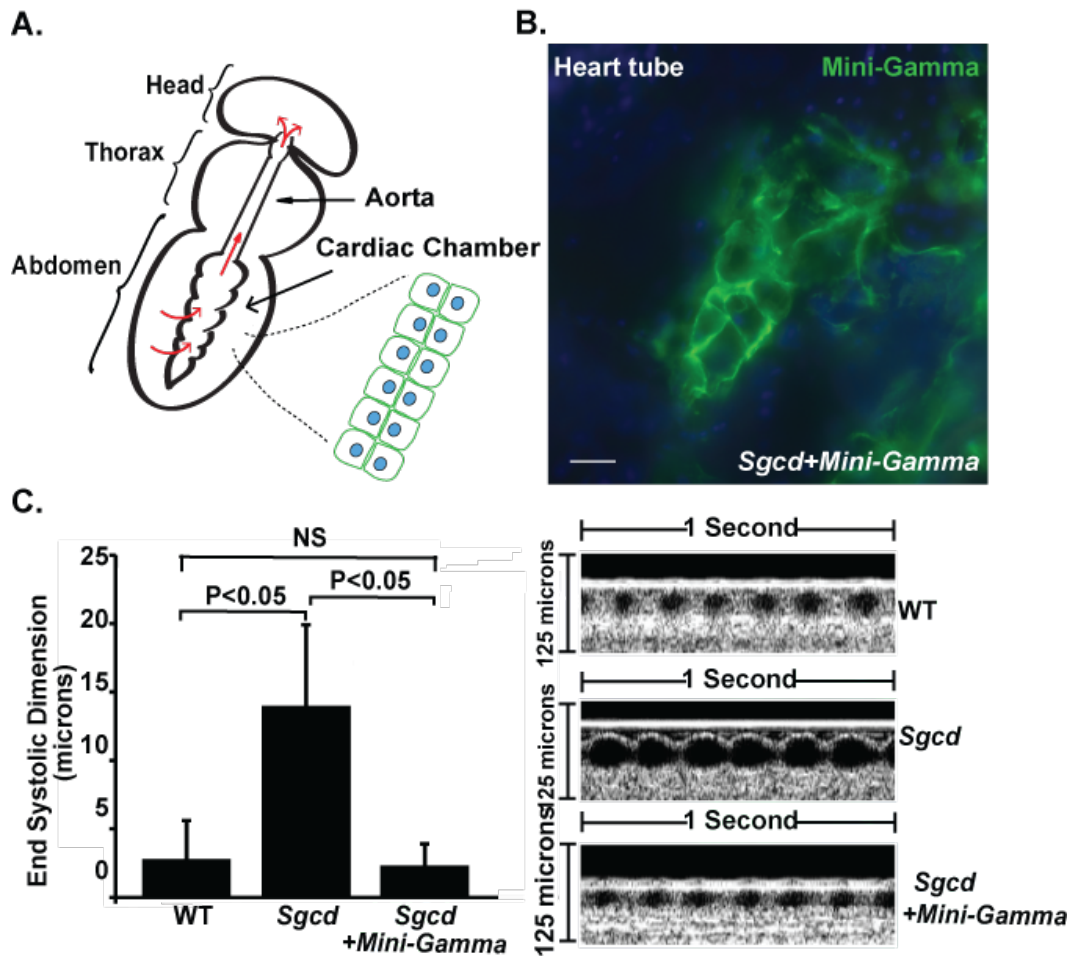 A.
Head
Thorax
Abdomen
Aorta
Cardiac Chamber
B.
Heart tube
Mini-Gamma
Sgcd+Mini-Gamma
C.
End Systolic Dimension
(microns)
25
20
15
10
5
0
NS
P<0.05
P<0.05
WT
Sgcd
Sgcd
+Mini-Gamma
1 Second
125 microns
WT
1 Second
125 microns
Sgcd
1 Second
125 microns
Sgcd
+Mini-Gamma